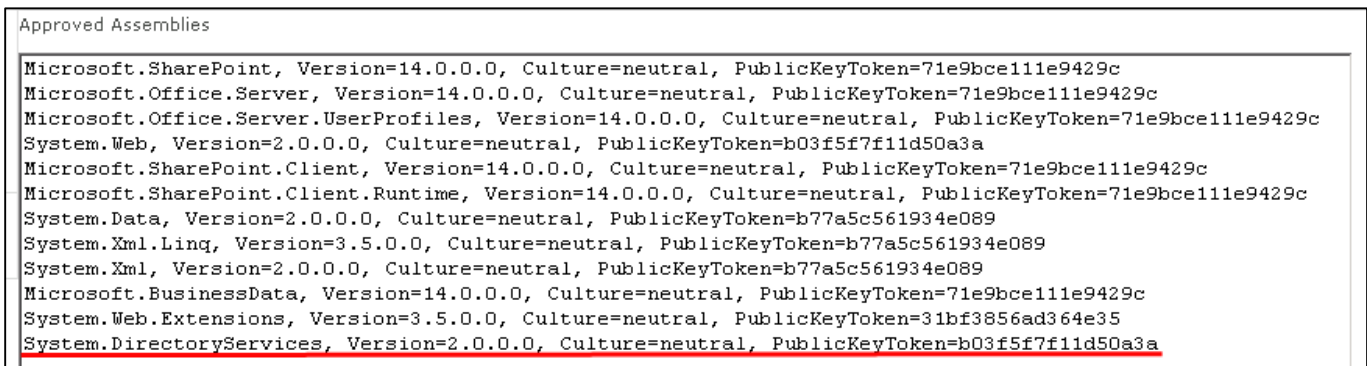 Approved Assemblies
Microsoft.SharePoint, Version=14.0.0.0, Culture=neutral, PublicKeyToken=71e9bce111e9429c
Microsoft.Office.Server, Version=14.0.0.0, Culture=neutral, PublicKeyToken=71e9bce111e9429c
Microsoft.Office.Server.UserProfiles, Version=14.0.0.0, Culture=neutral, PublicKeyToken=71e9bce111e9429c
System.Web, Version=2.0.0.0, Culture=neutral, PublicKeyToken=b03f5f7f11d50a3a
Microsoft.SharePoint.Client, Version=14.0.0.0, Culture=neutral, PublicKeyToken=71e9bce111e9429c
Microsoft.SharePoint.Client.Runtime, Version=14.0.0.0, Culture=neutral, PublicKeyToken=71e9bce111e9429c
System.Data, Version=2.0.0.0, Culture=neutral, PublicKeyToken=b77a5c561934e089
System.Xml.Linq, Version=3.5.0.0, Culture=neutral, PublicKeyToken=b77a5c561934e089
System.Xml, Version=2.0.0.0, Culture=neutral, PublicKeyToken=b77a5c561934e089
Microsoft.BusinessData, Version=14.0.0.0, Culture=neutral, PublicKeyToken=71e9bce111e9429c
System.Web.Extensions, Version=3.5.0.0, Culture=neutral, PublicKeyToken=31bf3856ad364e35
System.DirectoryServices, Version=2.0.0.0, Culture=neutral, PublicKeyToken=b03f5f7f11d50a3a